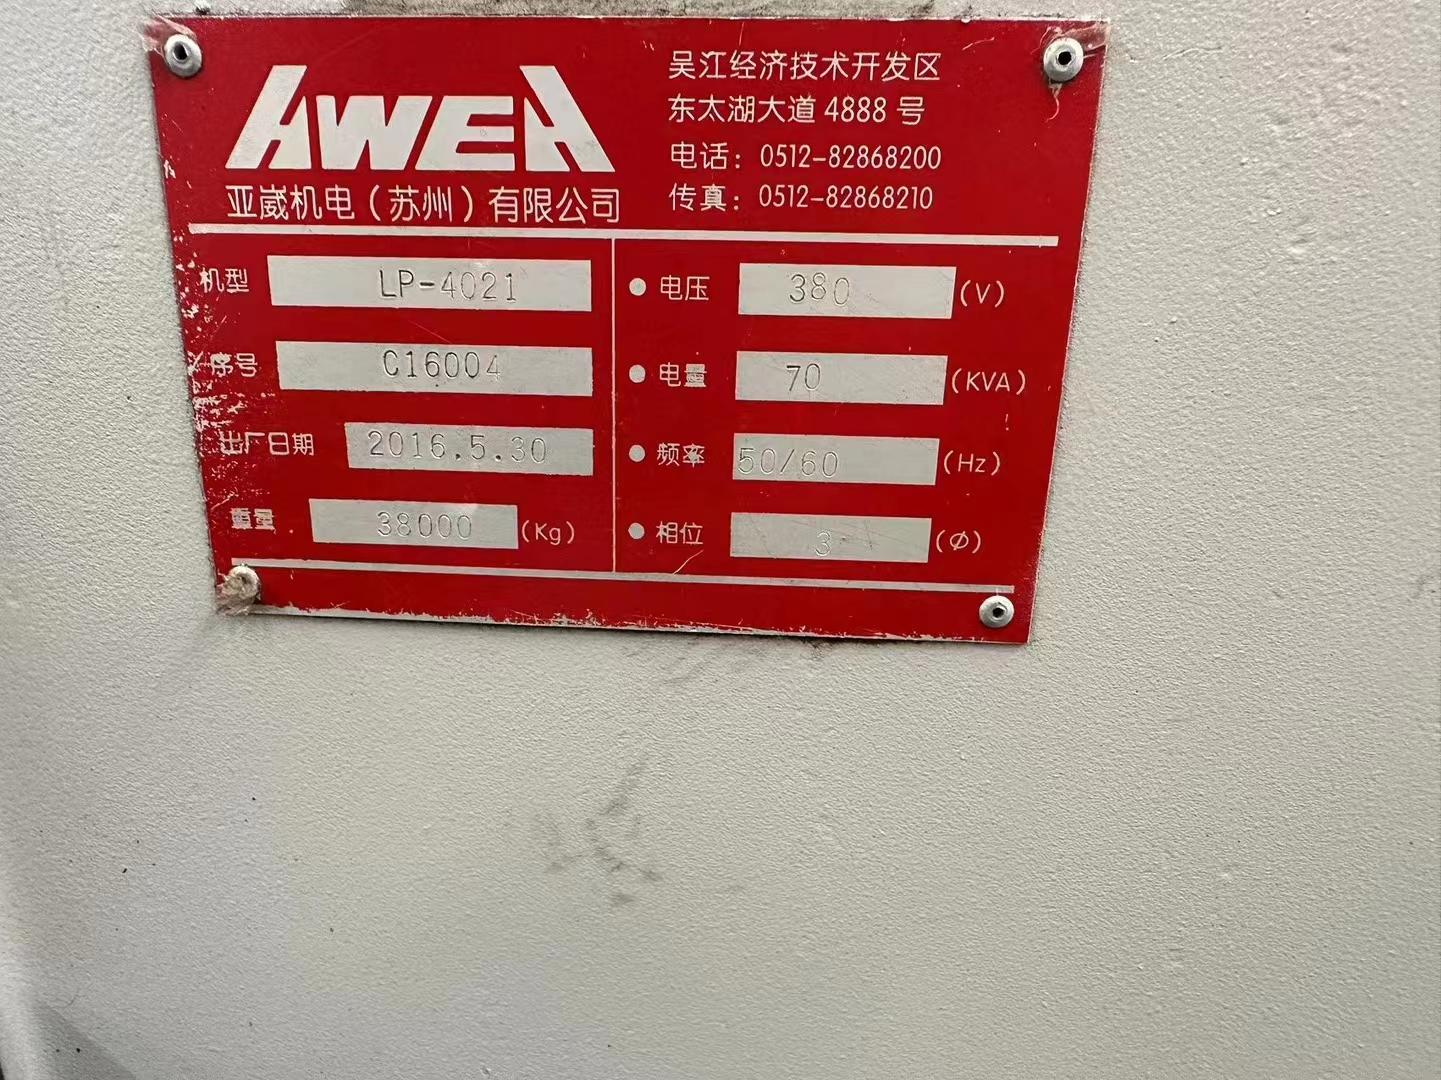 AWEA
亚崴机电（苏州）有限公司
吴江经济技术开发区
东太湖大道 4888 号
电话：0512-82868200
传真：0512-82868210
机型 LP-4021
序号 C16004
出厂日期 2016.5.30
重量 38000 (Kg)
电压 380 (V)
电量 70 (KVA)
频率 50/60 (Hz)
相位 3 (Φ)